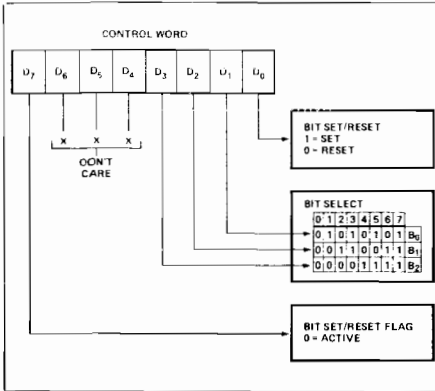 CONTROL WORD
D7 D6 D5 D4 D3 D2 D1 D0
X X X
DON'T
CARE
BIT SET/RESET
1 = SET
0 = RESET
BIT SELECT
0 1 2 3 4 5 6 7
0 1 0 1 0 1 0 1 B0
0 0 1 1 0 0 1 1 B1
0 0 0 0 1 1 1 1 B2
BIT SET/RESET FLAG
0 = ACTIVE